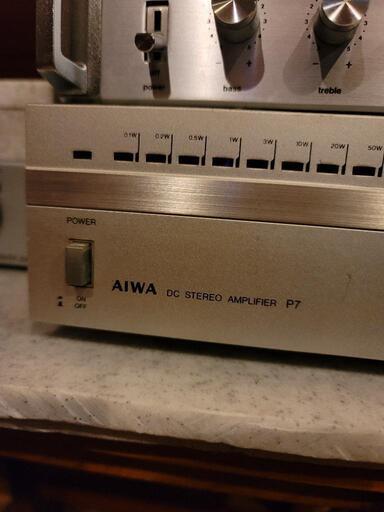 power bass treble
- + - +
0.1W 0.2W 0.5W 1W 3W 10W 20W 50W
POWER
AIWA DC STEREO AMPLIFIER P7
ON
OFF